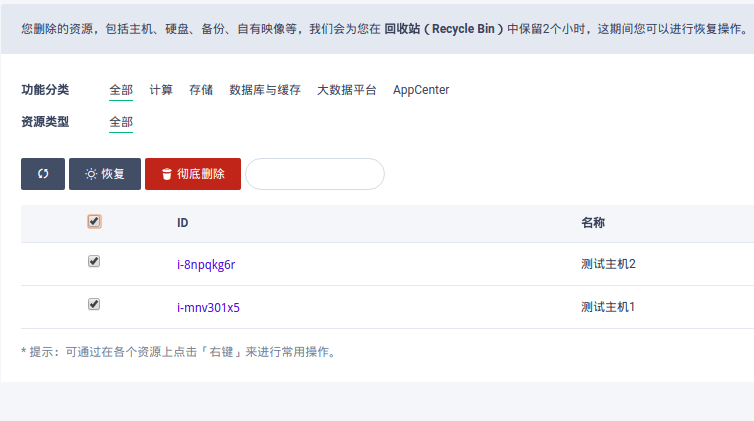 您删除的资源，包括主机、硬盘、备份、自有映像等，我们会为您在 回收站（Recycle Bin）中保留2个小时，这期间您可以进行恢复操作。
功能分类 全部 计算 存储 数据库与缓存 大数据平台 AppCenter
资源类型 全部
恢复 彻底删除
ID 名称
i-8npqkg6r 测试主机2
i-mnv301x5 测试主机1
* 提示：可通过在各个资源上点击「右键」来进行常用操作。